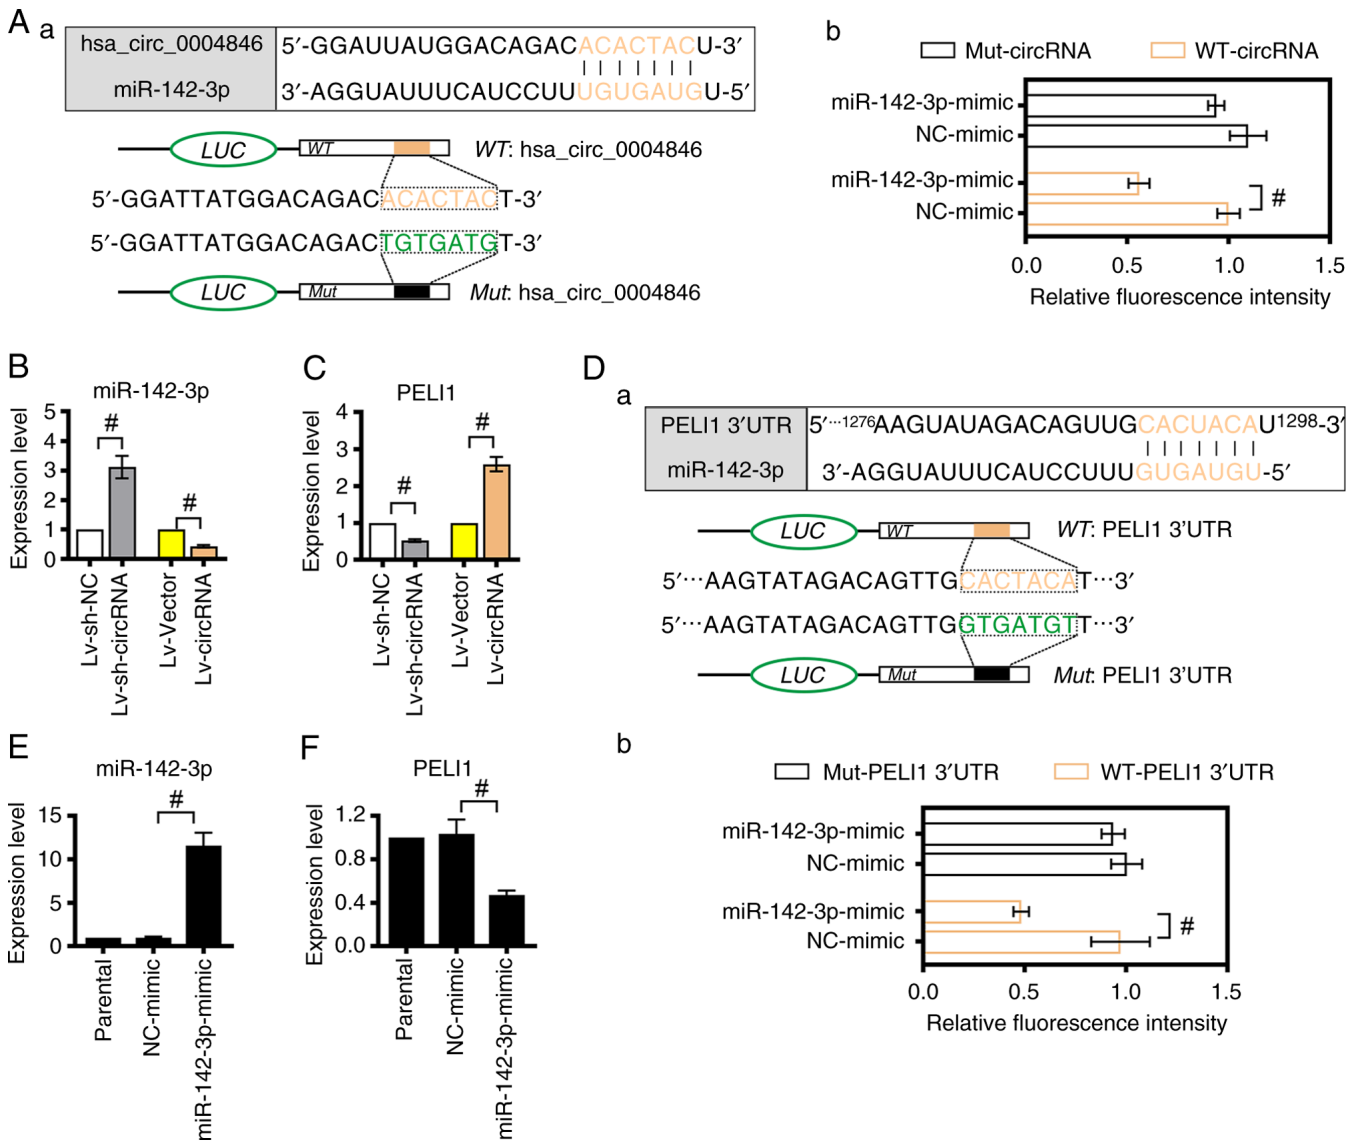 A
a
hsa_circ_0004846 5′-GGAUUAUGGACAGACACACTACU-3′
miR-142-3p 3′-AGGUAUUUCAUCCUUUGUGAUGU-5′
LUC WT WT: hsa_circ_0004846
5′-GGATTATGGACAGACACACTACT-3′
5′-GGATTATGGACAGACTGTGATGT-3′
LUC Mut Mut: hsa_circ_0004846
b
Mut-circRNA WT-circRNA
miR-142-3p-mimic
NC-mimic
miR-142-3p-mimic
NC-mimic
#
0.0 0.5 1.0 1.5
Relative fluorescence intensity
B
miR-142-3p
Expression level
5
4
3
2
1
0
# #
Lv-sh-NC
Lv-sh-circRNA
Lv-Vector
Lv-circRNA
C
PELI1
Expression level
4
3
2
1
0
# #
Lv-sh-NC
Lv-sh-circRNA
Lv-Vector
Lv-circRNA
D
a
PELI1 3′UTR 5′···1276AAGUAUAGACAGUUGCACUACAU1298-3′
miR-142-3p 3′-AGGUAUUUCAUCCUUUGUGAUGU-5′
LUC WT WT: PELI1 3′UTR
5′···AAGTATAGACAGTTGCACTACAT···3′
5′···AAGTATAGACAGTTGGTGATGTT···3′
LUC Mut Mut: PELI1 3′UTR
b
Mut-PELI1 3′UTR WT-PELI1 3′UTR
miR-142-3p-mimic
NC-mimic
miR-142-3p-mimic
NC-mimic
#
0.0 0.5 1.0 1.5
Relative fluorescence intensity
E
miR-142-3p
Expression level
15
10
5
0
#
Parental
NC-mimic
miR-142-3p-mimic
F
PELI1
Expression level
1.2
0.8
0.4
0.0
#
Parental
NC-mimic
miR-142-3p-mimic